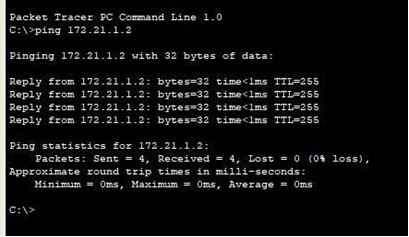 Packet Tracer PC Command Line 1.0
C:\>ping 172.21.1.2
Pinging 172.21.1.2 with 32 bytes of data:
Reply from 172.21.1.2: bytes=32 time<1ms TTL=255
Reply from 172.21.1.2: bytes=32 time<1ms TTL=255
Reply from 172.21.1.2: bytes=32 time<1ms TTL=255
Reply from 172.21.1.2: bytes=32 time<1ms TTL=255
Ping statistics for 172.21.1.2:
Packets: Sent = 4, Received = 4, Lost = 0 (0% loss),
Approximate round trip times in milli-seconds:
Minimum = 0ms, Maximum = 0ms, Average = 0ms
C:\>